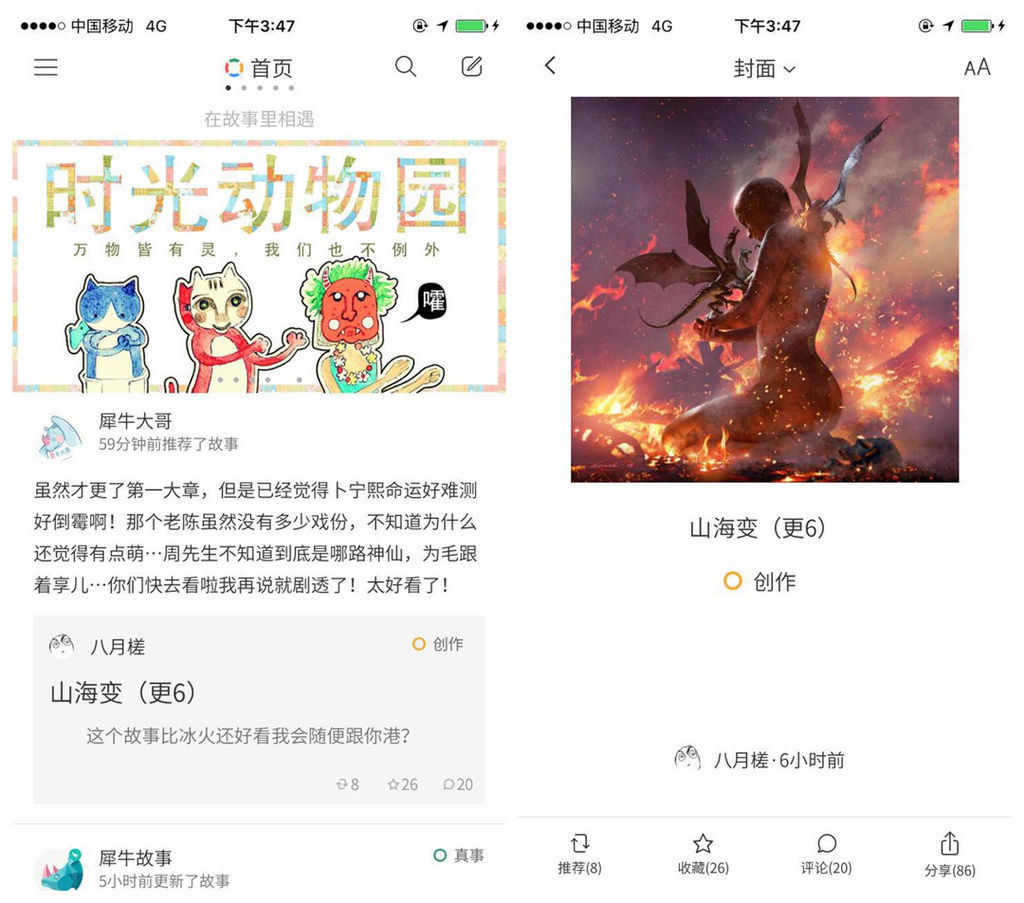 中国移动 4G 下午3:47
首页
在故事里相遇
时光动物园
万物皆有灵，我们也不例外
嚯
犀牛大哥
59分钟前推荐了故事
虽然才更了第一大章，但是已经觉得卜宁熙命运好难测
好倒霉啊！那个老陈虽然没有多少戏份，不知道为什么
还觉得有点萌…周先生不知道到底是哪路神仙，为毛跟
着享儿…你们快去看啦我再说就剧透了！太好看了！
八月槎
创作
山海变（更6）
这个故事比冰火还好看我会随便跟你港？
8 26 20
犀牛故事
真事
5小时前更新了故事
中国移动 4G 下午3:47
封面
AA
山海变（更6）
创作
八月槎·6小时前
推荐(8) 收藏(26) 评论(20) 分享(86)